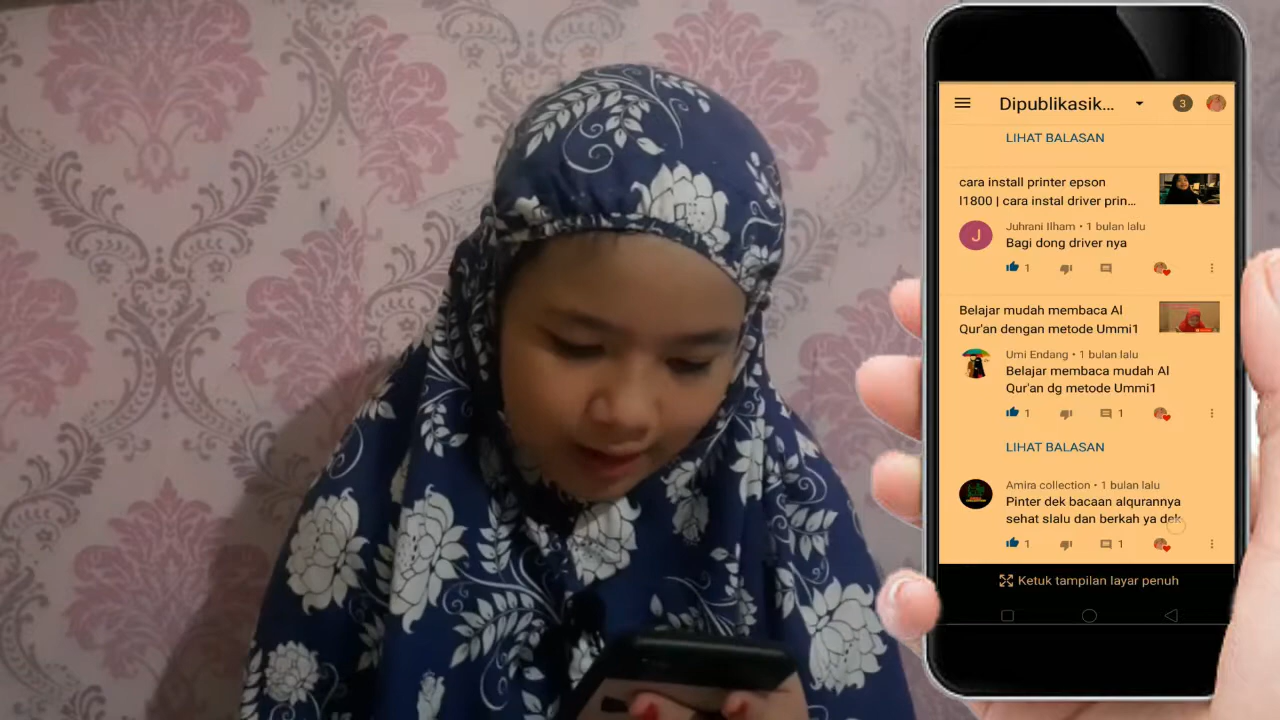 Dipublikasik...
3
LIHAT BALASAN
cara install printer epson
l1800 | cara instal driver prin...
J
Juhrani Ilham • 1 bulan lalu
Bagi dong driver nya
1
Belajar mudah membaca Al
Qur'an dengan metode Ummi1
Umi Endang • 1 bulan lalu
Belajar membaca mudah Al
Qur'an dg metode Ummi1
1
1
LIHAT BALASAN
Amira collection • 1 bulan lalu
Pinter dek bacaan alqurannya
sehat slalu dan berkah ya dek
1
1
Ketuk tampilan layar penuh